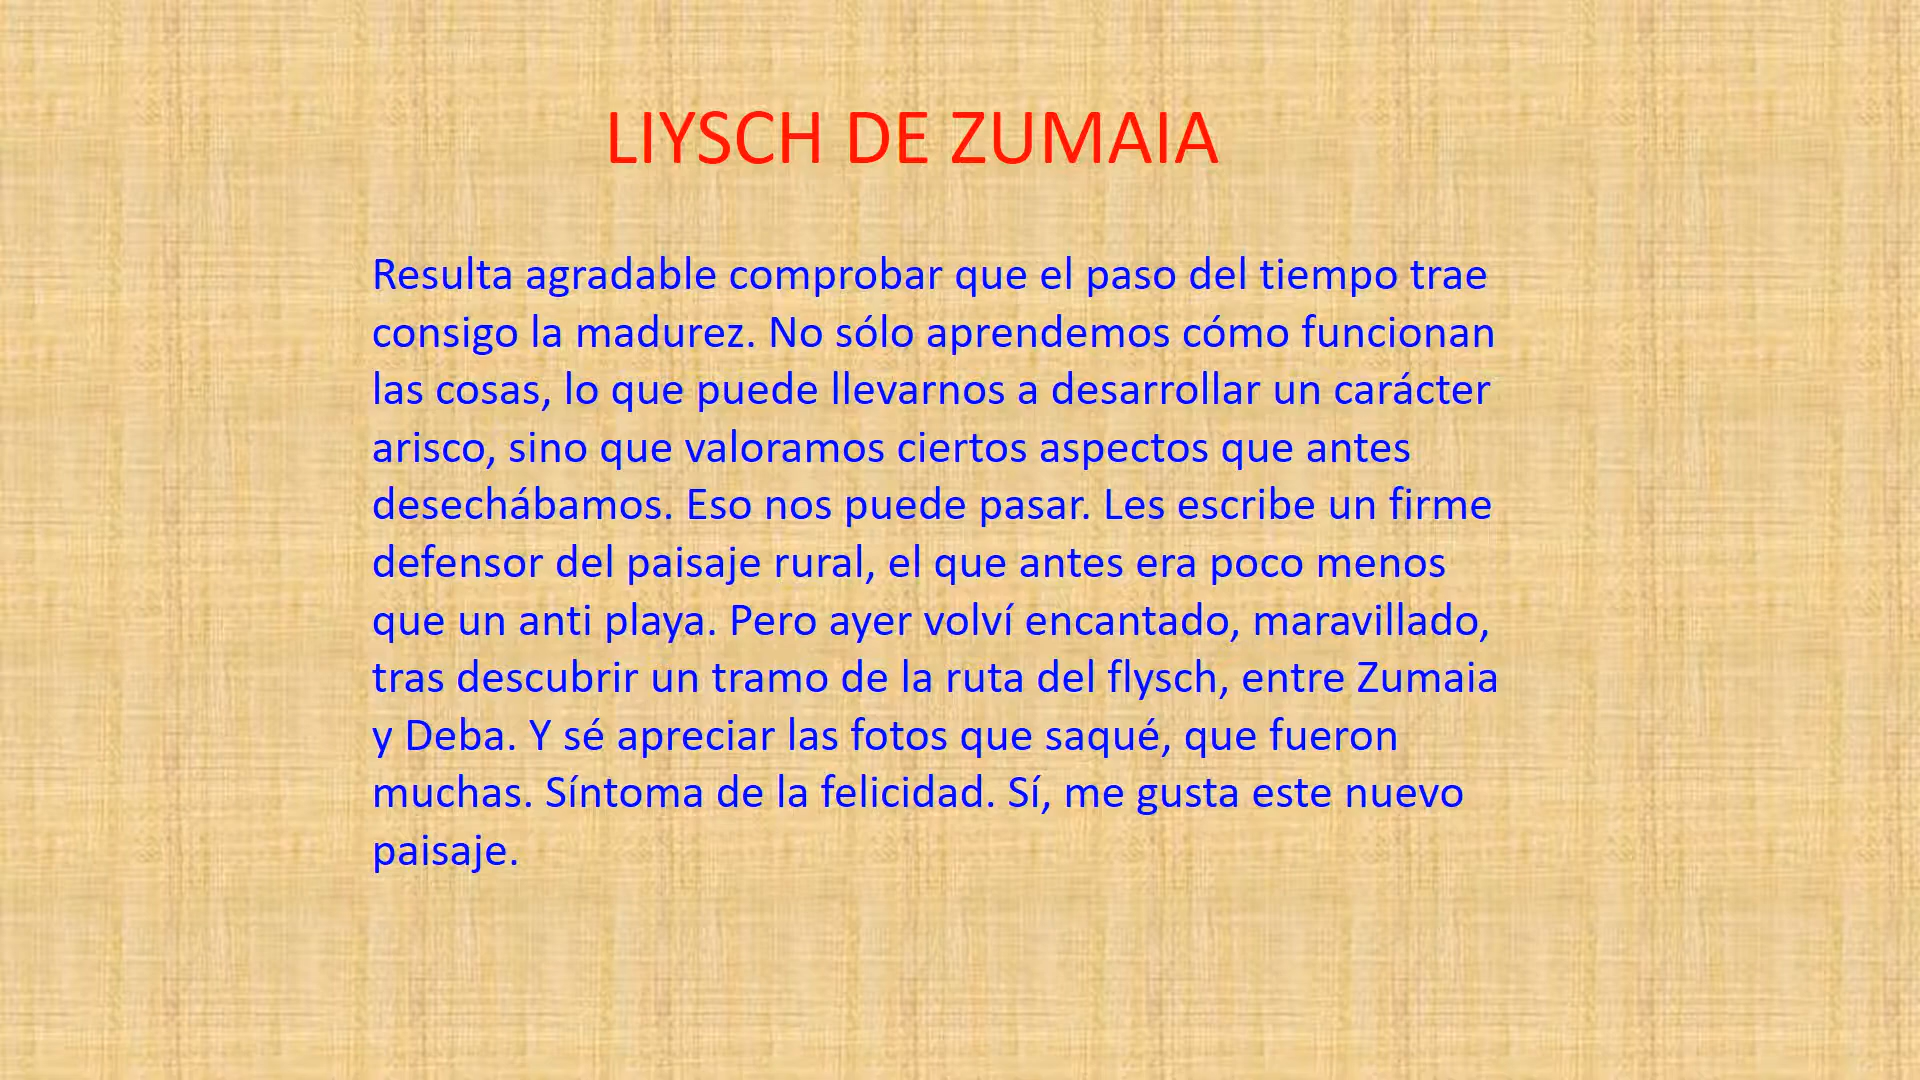 LIYSCH DE ZUMAIA
Resulta agradable comprobar que el paso del tiempo trae
consigo la madurez. No sólo aprendemos cómo funcionan
las cosas, lo que puede llevarnos a desarrollar un carácter
arisco, sino que valoramos ciertos aspectos que antes
desechábamos. Eso nos puede pasar. Les escribe un firme
defensor del paisaje rural, el que antes era poco menos
que un anti playa. Pero ayer volví encantado, maravillado,
tras descubrir un tramo de la ruta del flysch, entre Zumaia
y Deba. Y sé apreciar las fotos que saqué, que fueron
muchas. Síntoma de la felicidad. Sí, me gusta este nuevo
paisaje.